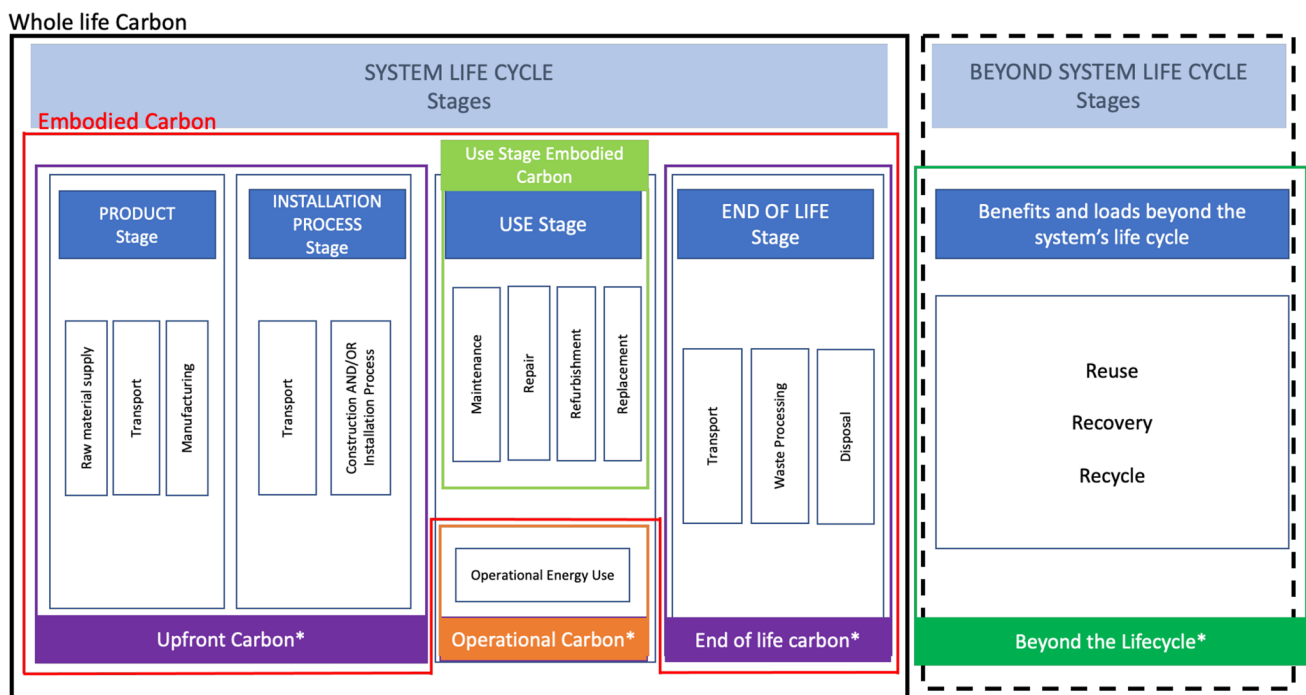 Whole life Carbon
SYSTEM LIFE CYCLE
Stages
BEYOND SYSTEM LIFE CYCLE
Stages
Embodied Carbon
Use Stage Embodied
Carbon
PRODUCT
Stage
INSTALLATION
PROCESS
Stage
USE Stage
END OF LIFE
Stage
Benefits and loads beyond the
system’s life cycle
Raw material supply
Transport
Manufacturing
Transport
Construction AND/OR
Installation Process
Maintenance
Repair
Refurbishment
Replacement
Transport
Waste Processing
Disposal
Reuse
Recovery
Recycle
Operational Energy Use
Upfront Carbon*
Operational Carbon*
End of life carbon*
Beyond the Lifecycle*